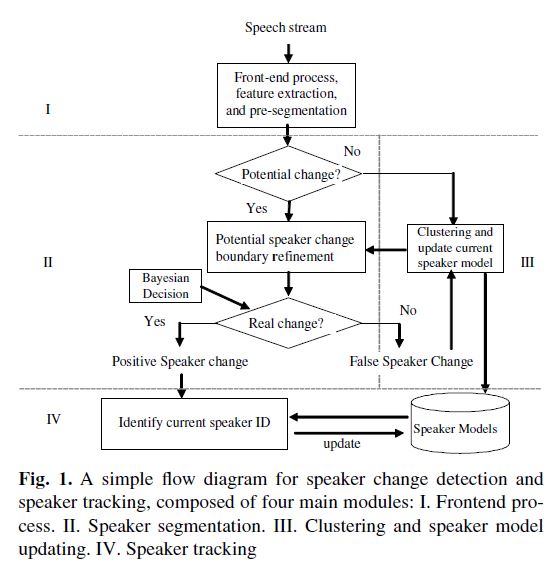 Speech stream
Front-end process,
feature extraction,
and pre-segmentation
I
No
Potential change?
Yes
Clustering and
update current
speaker model
Potential speaker change
boundary refinement
II
III
Bayesian
Decision
Yes
Real change?
No
Positive Speaker change
False Speaker Change
IV
Identify current speaker ID
Speaker Models
update
Fig. 1. A simple flow diagram for speaker change detection and
speaker tracking, composed of four main modules: I. Frontend pro-
cess. II. Speaker segmentation. III. Clustering and speaker model
updating. IV. Speaker tracking